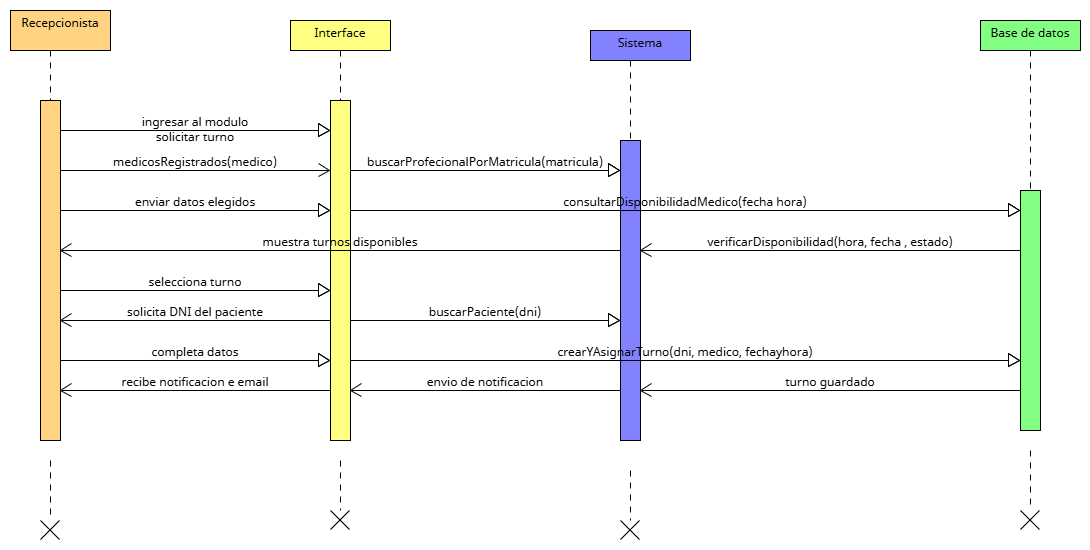 Recepcionista
Interface
Sistema
Base de datos
ingresar al modulo
solicitar turno
medicosRegistrados(medico)
buscarProfecionalPorMatricula(matricula)
enviar datos elegidos
consultarDisponibilidadMedico(fecha hora)
muestra turnos disponibles
verificarDisponibilidad(hora, fecha , estado)
selecciona turno
solicita DNI del paciente
buscarPaciente(dni)
completa datos
crearYAsignarTurno(dni, medico, fechayhora)
recibe notificacion e email
envio de notificacion
turno guardado